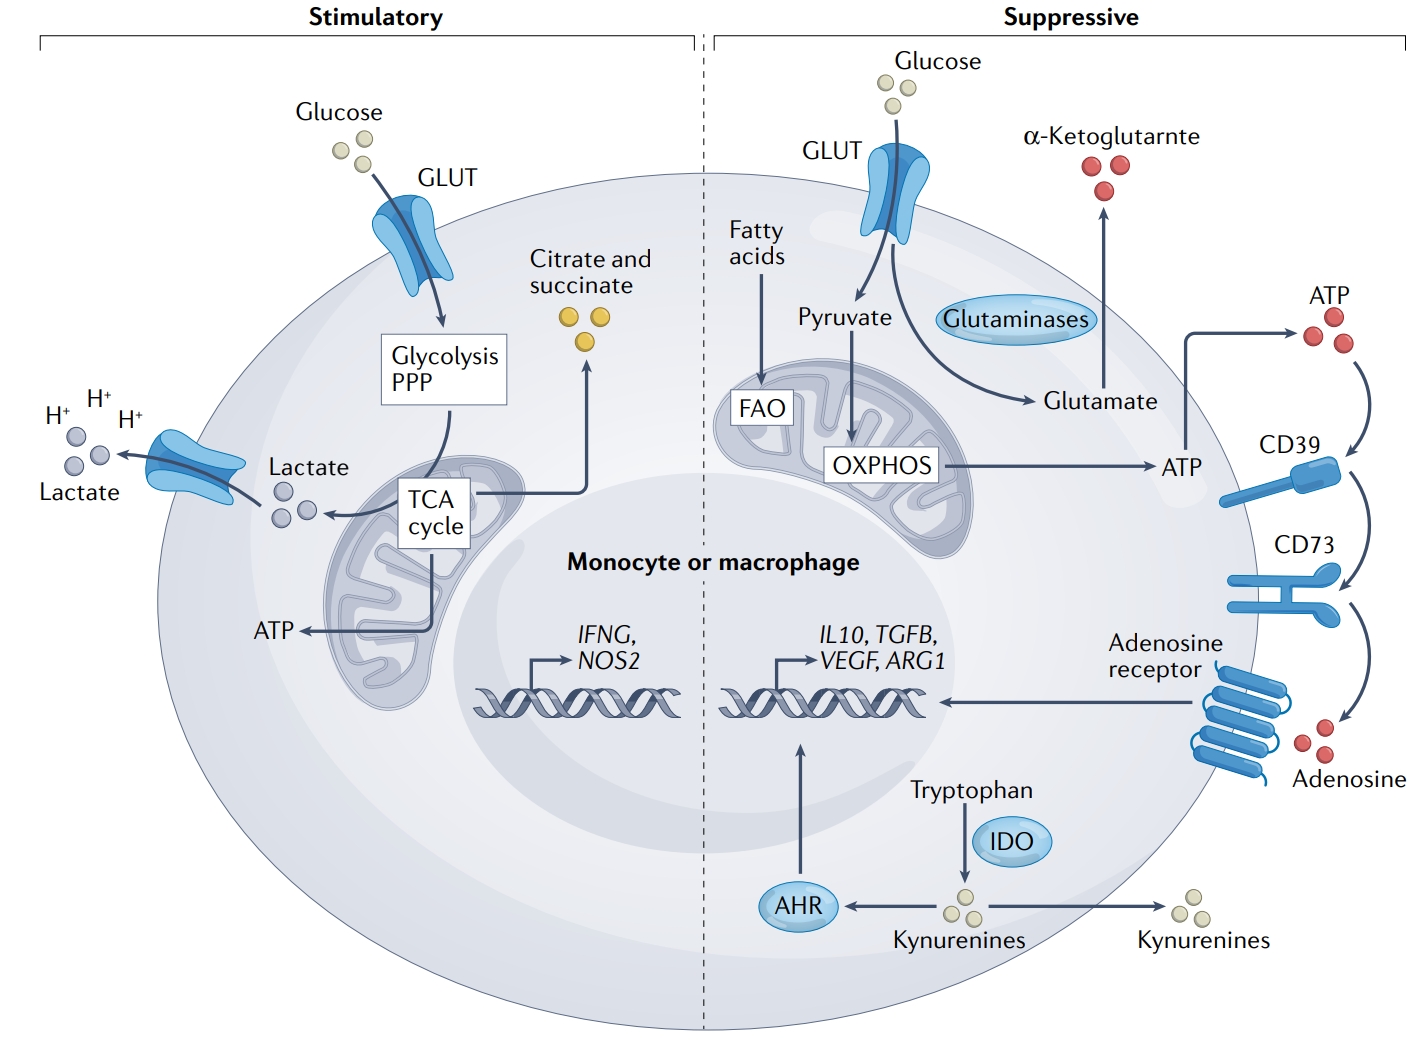 Stimulatory
Suppressive
Glucose
GLUT
Citrate and
succinate
Glycolysis
PPP
H+
H+
H+
Lactate
Lactate
TCA
cycle
ATP
IFNG,
NOS2
Monocyte or macrophage
Glucose
GLUT
α-Ketoglutarnte
Fatty
acids
Pyruvate
Glutaminases
ATP
FAO
Glutamate
OXPHOS
ATP
CD39
CD73
IL10, TGFB,
VEGF, ARG1
Adenosine
receptor
Adenosine
Tryptophan
IDO
AHR
Kynurenines
Kynurenines